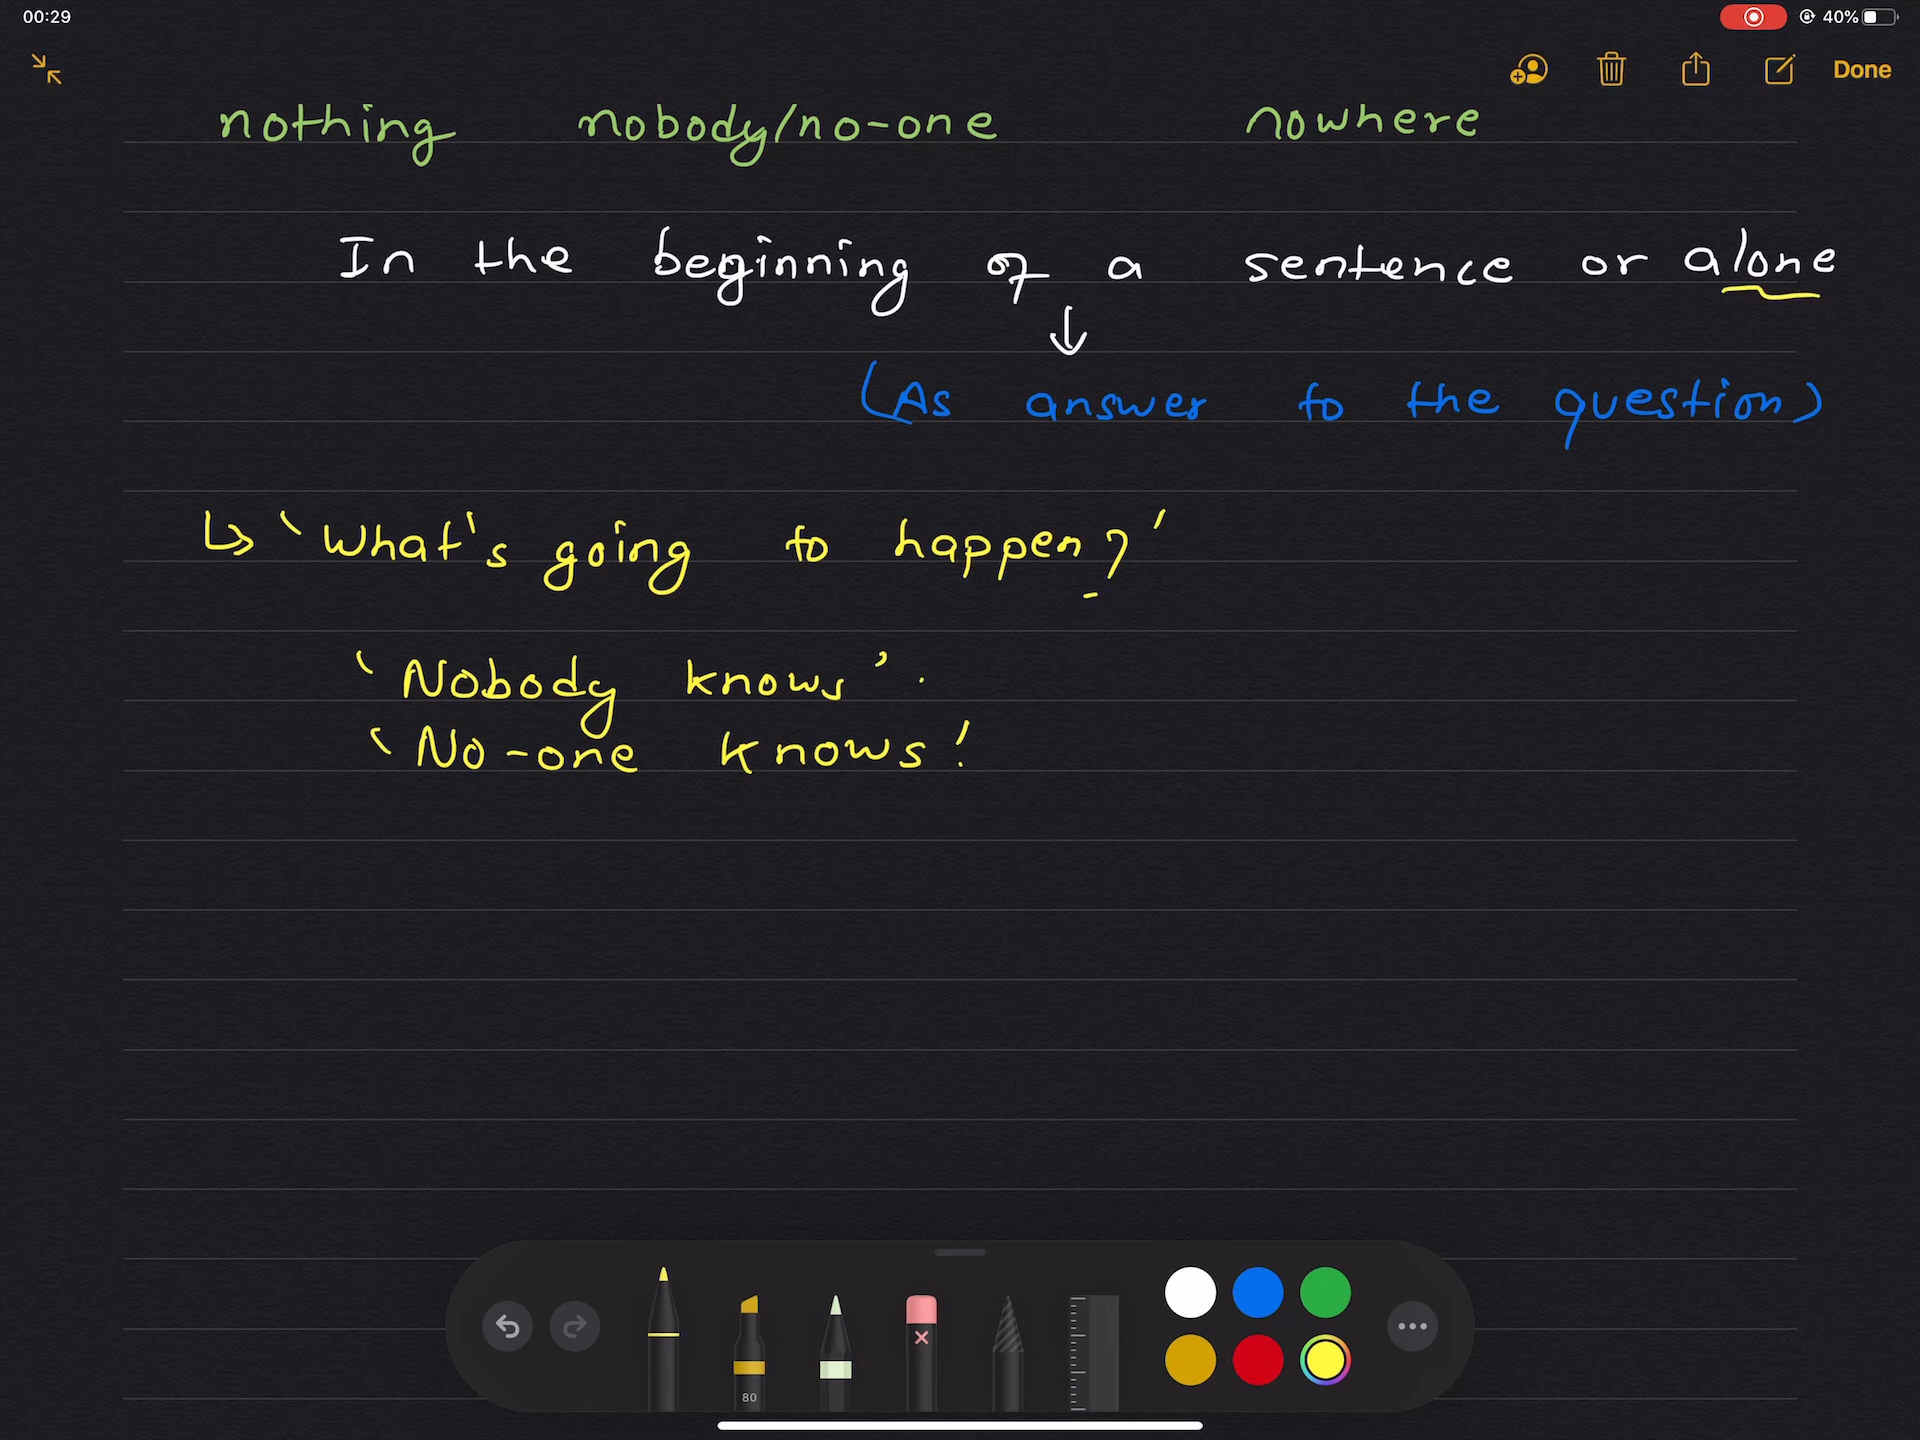 00:29 40%
Done
nothing nobody/no-one nowhere
In the beginning of a sentence or alone
(As answer to the question)
'What's going to happen?'
'Nobody knows'.
'No-one knows!
80